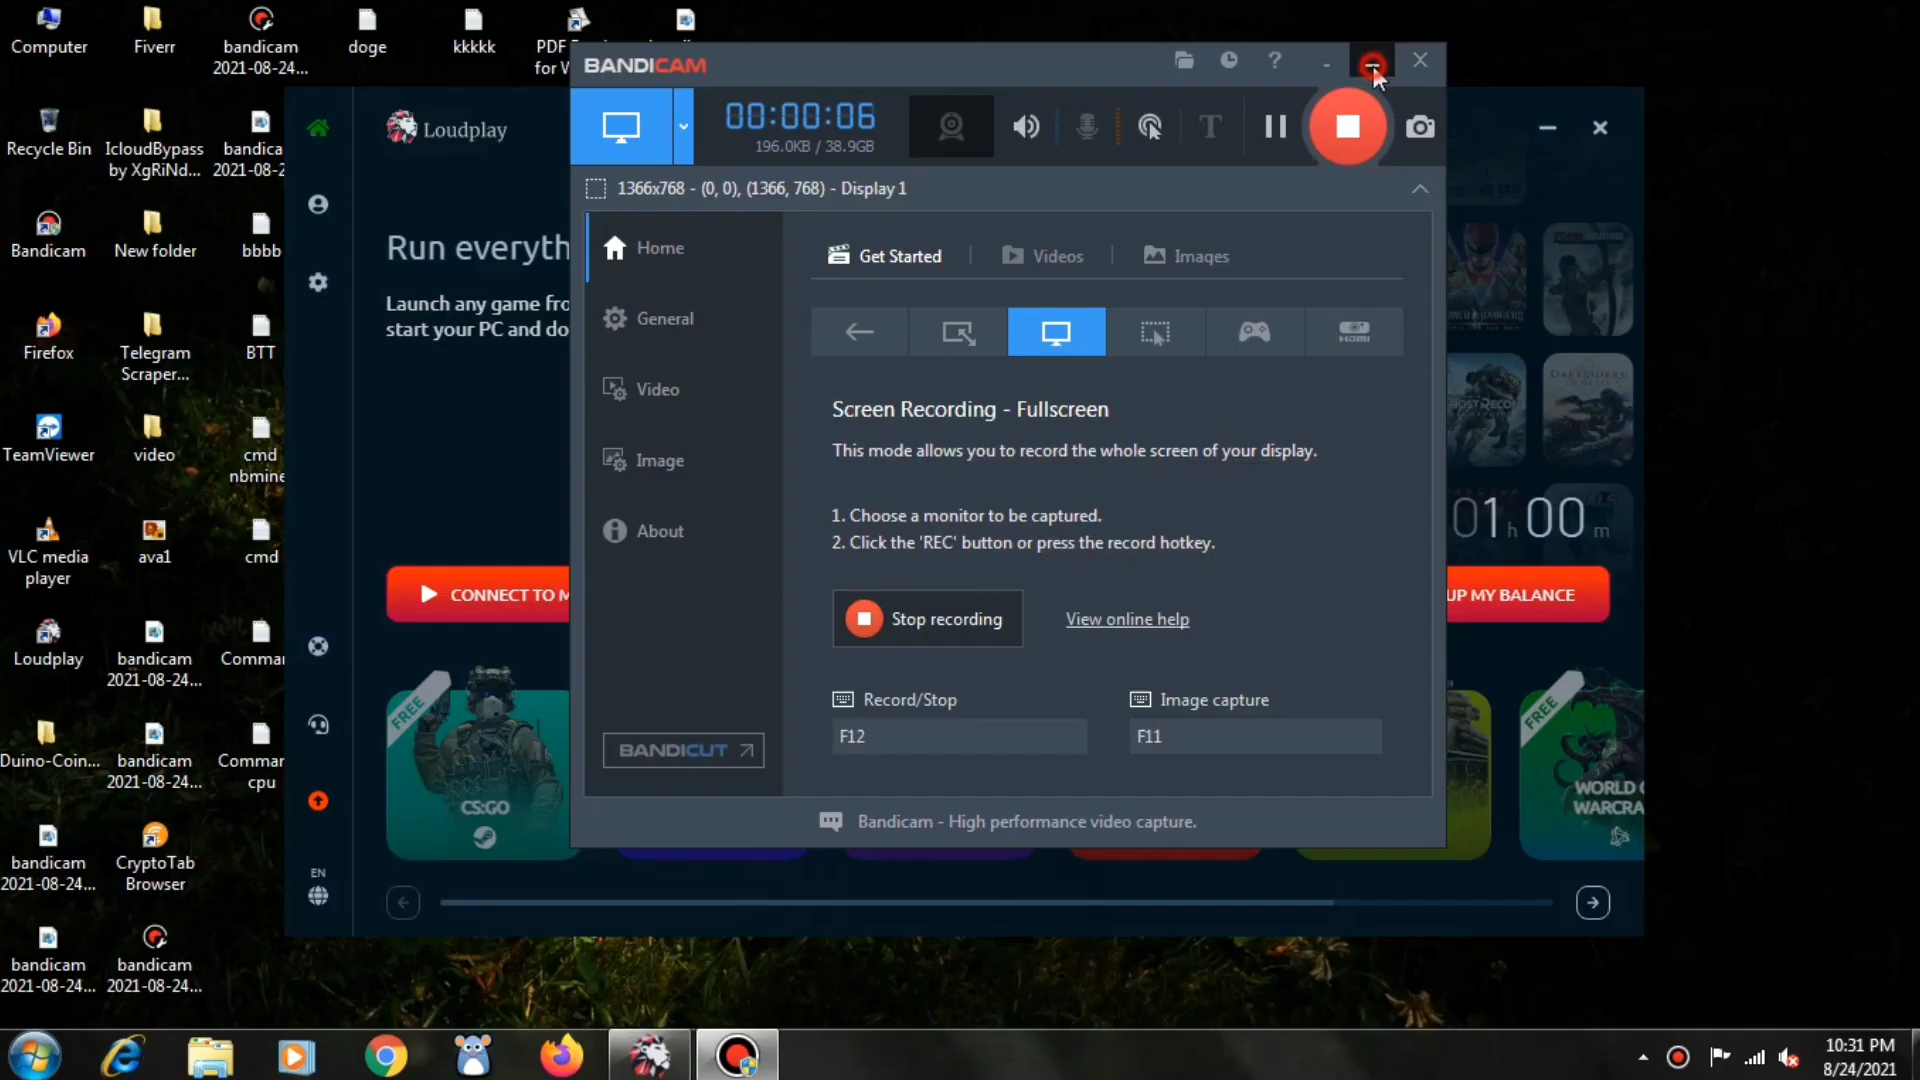 Computer
Fiverr
bandicam
2021-08-24...
doge
kkkkk
PDF
for W
Recycle Bin
IcloudBypass
by XgRiNd...
bandica
2021-08-2
Bandicam
New folder
bbbb
Firefox
Telegram
Scraper...
BTT
TeamViewer
video
cmd
nbmine
VLC media
player
ava1
cmd
Loudplay
bandicam
2021-08-24...
Commar
Duino-Coin...
bandicam
2021-08-24...
Commar
cpu
bandicam
2021-08-24...
CryptoTab
Browser
bandicam
2021-08-24...
bandicam
2021-08-24...
Loudplay
Run everyth
Launch any game fro
start your PC and do
CONNECT TO M
FREE
CS:GO
EN
BANDICAM
?
00:00:06
196.0KB / 38.9GB
T
1366x768 - (0, 0), (1366, 768) - Display 1
Home
General
Video
Image
About
BANDICUT
Get Started
Videos
Images
HDMI
Screen Recording - Fullscreen
This mode allows you to record the whole screen of your display.
1. Choose a monitor to be captured.
2. Click the 'REC' button or press the record hotkey.
Stop recording
View online help
Record/Stop
F12
Image capture
F11
Bandicam - High performance video capture.
DARKSIDERS
GHOST RECON
01 h 00 m
UP MY BALANCE
FREE
WORLD O
WARCRA
10:31 PM
8/24/2021